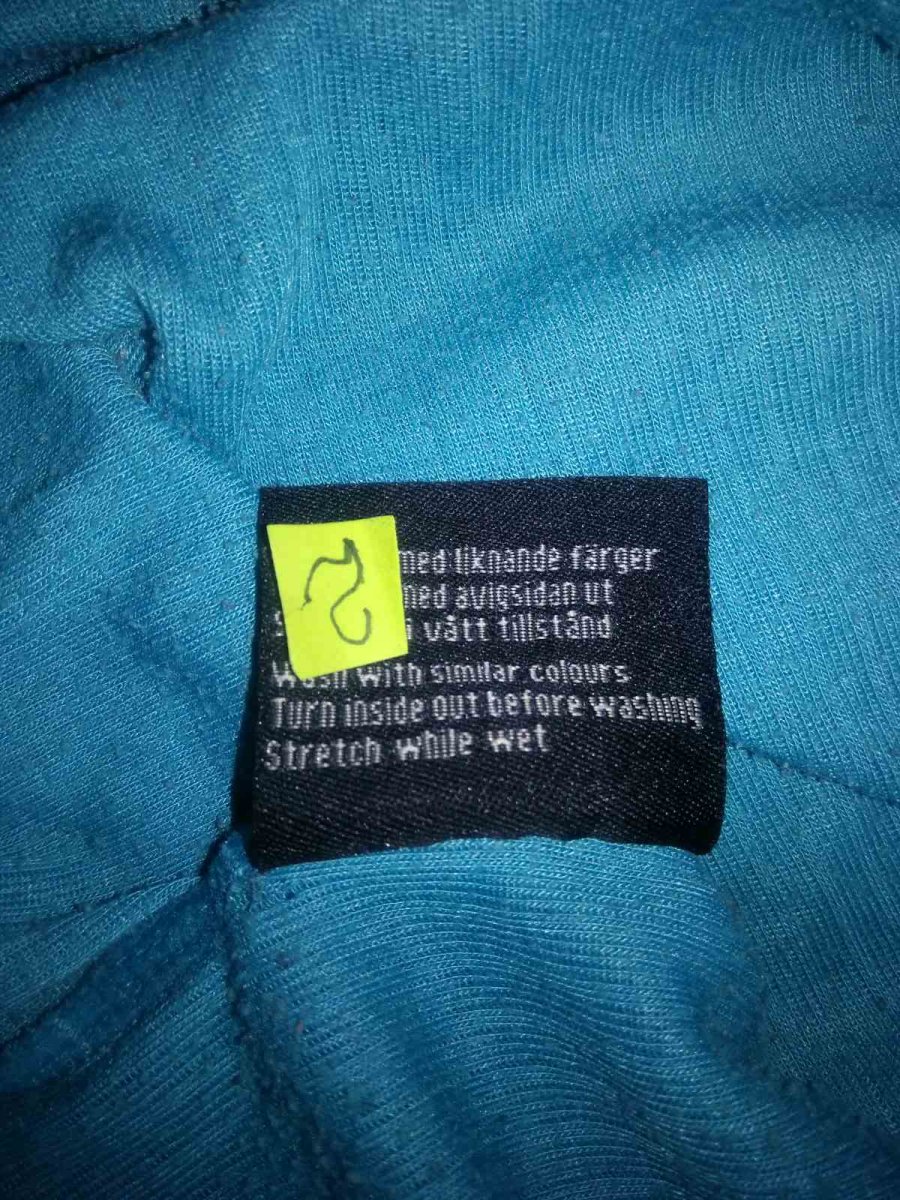 med liknande färger
med avigsidan ut
i vått tillstånd
Wash with similar colours
Turn inside out before washing
Stretch while wet